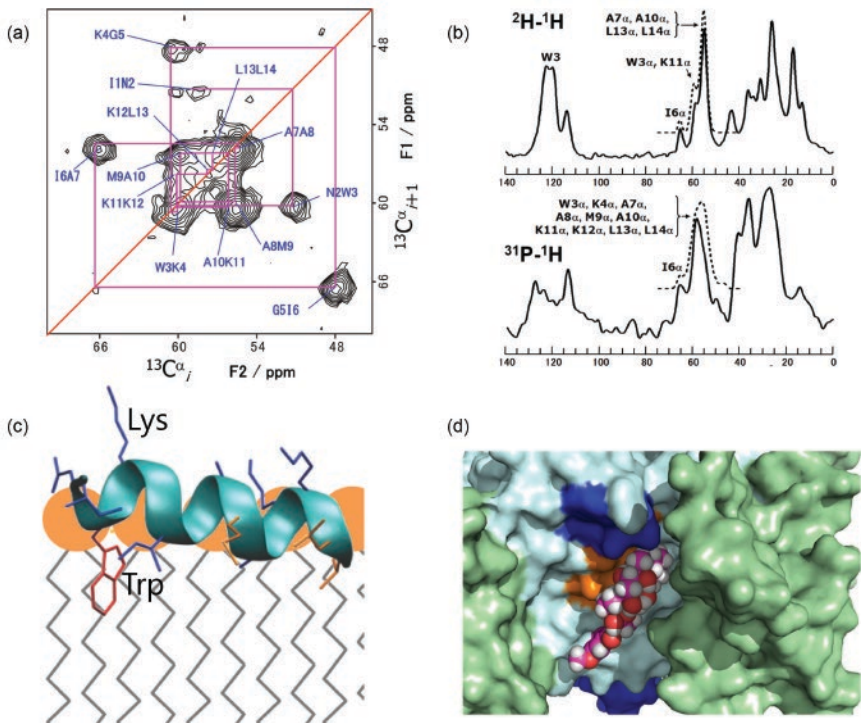 (a)
48
54
60
66
F1 / ppm
¹³Cᵅᵢ₊₁
K4G5
I1N2
L13L14
K12L13
A7A8
I6A7
M9A10
K11K12
N2W3
W3K4
A10K11
A8M9
G5I6
66 60 54 48
¹³Cᵅᵢ F2 / ppm
(b)
²H-¹H
A7α, A10α,
L13α, L14α
W3
W3α, K11α
I6α
140 120 100 80 60 40 20 0
W3α, K4α, A7α,
A8α, M9α, A10α,
K11α, K12α, L13α, L14α
³¹P-¹H
I6α
140 120 100 80 60 40 20 0
(c)
Lys
Trp
(d)